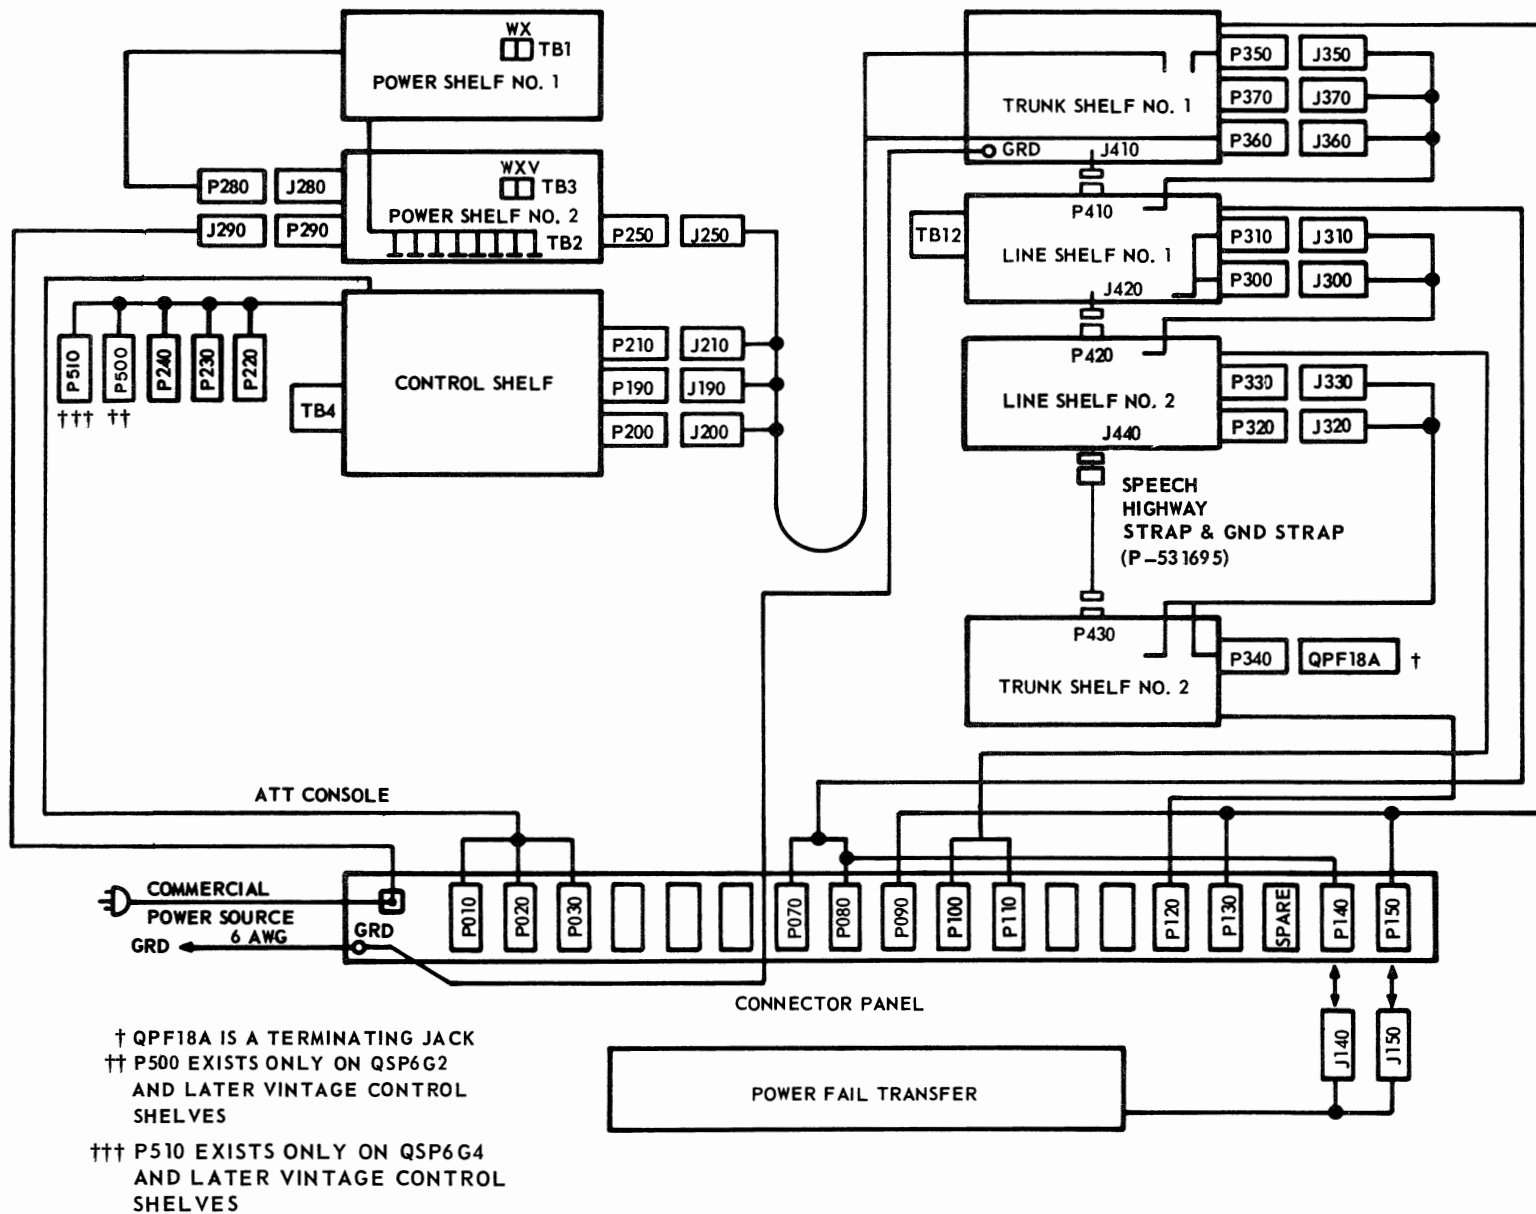 WX
TB1
POWER SHELF NO. 1
WXV
TB3
P280
J280
POWER SHELF NO. 2
J290
P290
TB2
P250
J250
P510
P500
P240
P230
P220
†††
††
TB4
CONTROL SHELF
P210
J210
P190
J190
P200
J200
TRUNK SHELF NO. 1
P350
J350
P370
J370
P360
J360
GRD
J410
P410
TB12
LINE SHELF NO. 1
P310
J310
P300
J300
J420
P420
LINE SHELF NO. 2
P330
J330
P320
J320
J440
SPEECH
HIGHWAY
STRAP & GND STRAP
(P-531695)
P430
P340
QPF18A †
TRUNK SHELF NO. 2
ATT CONSOLE
COMMERCIAL
POWER SOURCE
6 AWG
GRD
GRD
P010
P020
P030
P070
P080
P090
P100
P110
P120
P130
SPARE
P140
P150
CONNECTOR PANEL
J140
J150
POWER FAIL TRANSFER
† QPF18A IS A TERMINATING JACK
†† P500 EXISTS ONLY ON QSP6G2
AND LATER VINTAGE CONTROL
SHELVES
††† P510 EXISTS ONLY ON QSP6G4
AND LATER VINTAGE CONTROL
SHELVES